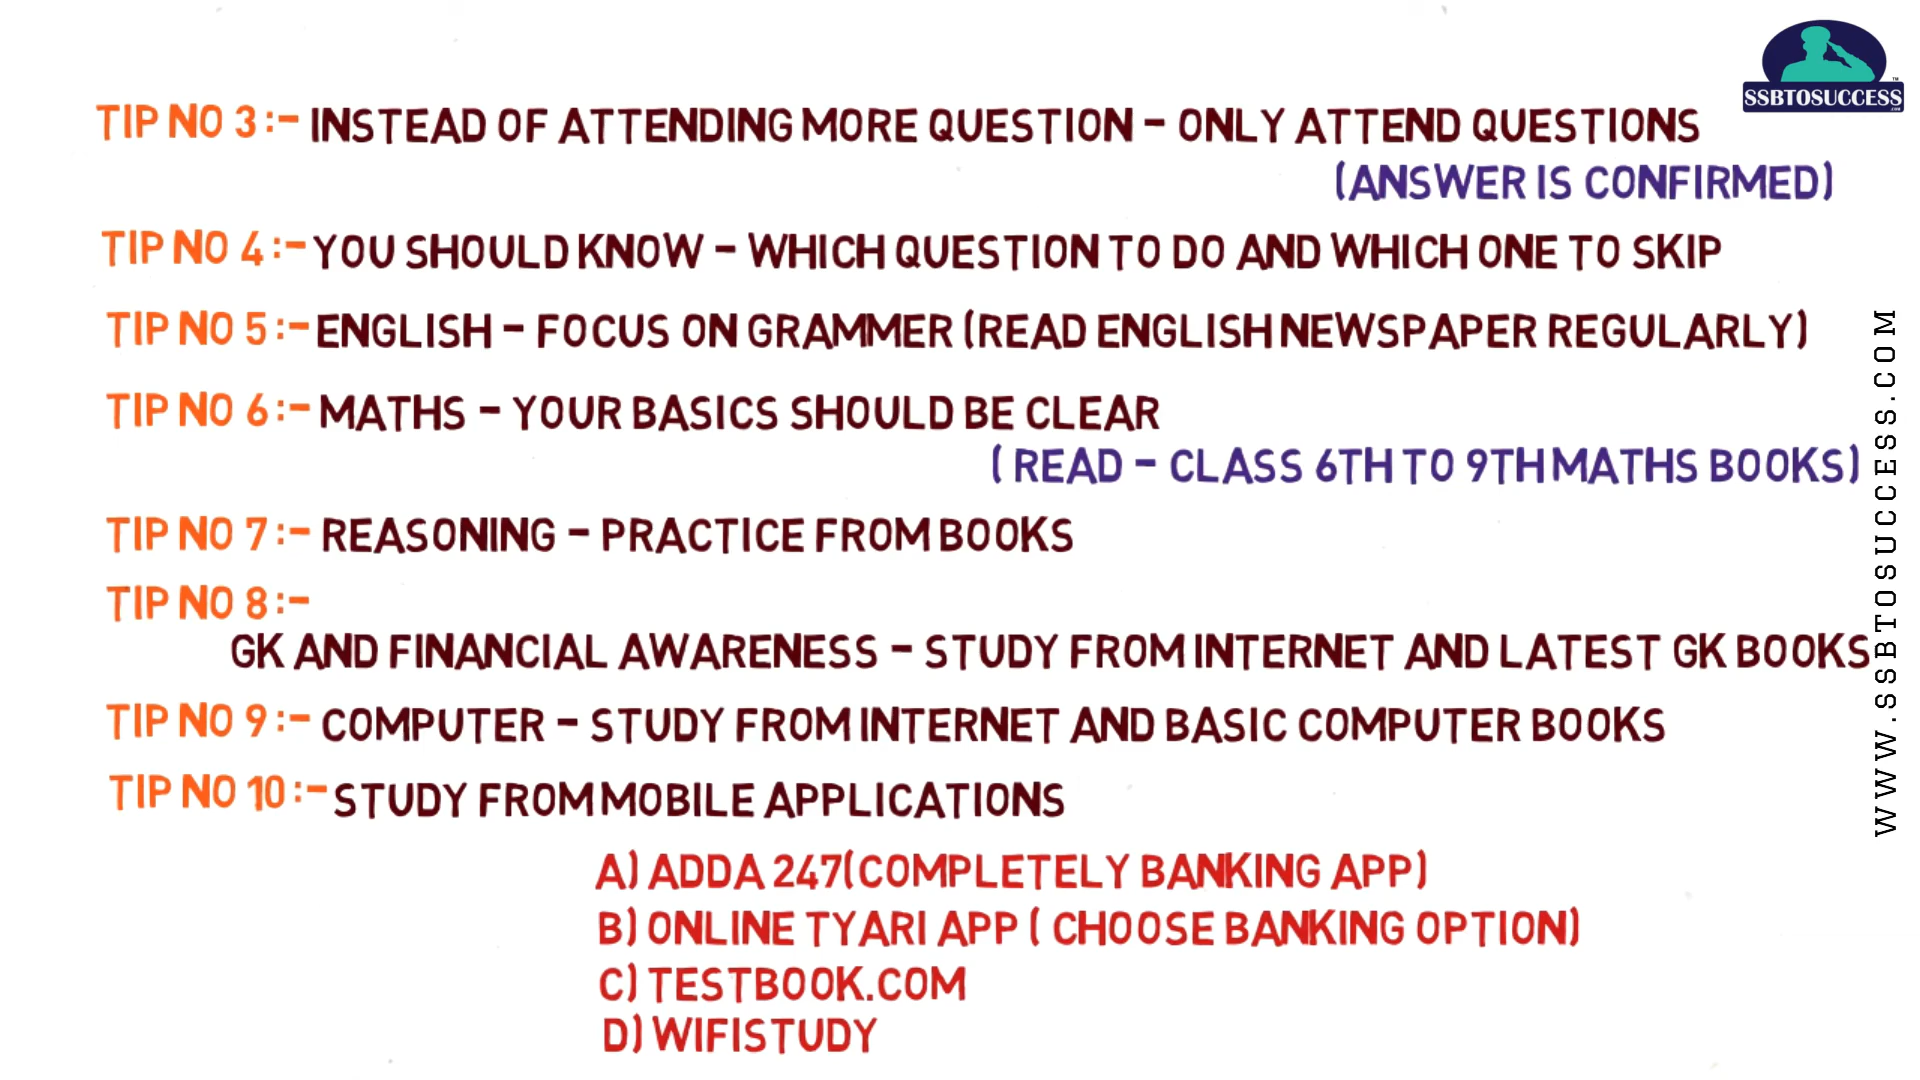 SSBTOSUCCESS
TIP NO 3:- INSTEAD OF ATTENDING MORE QUESTION - ONLY ATTEND QUESTIONS
(ANSWER IS CONFIRMED)
TIP NO 4:- YOU SHOULD KNOW - WHICH QUESTION TO DO AND WHICH ONE TO SKIP
TIP NO 5:- ENGLISH - FOCUS ON GRAMMER (READ ENGLISH NEWSPAPER REGULARLY)
TIP NO 6:- MATHS - YOUR BASICS SHOULD BE CLEAR
( READ - CLASS 6TH TO 9TH MATHS BOOKS)
TIP NO 7:- REASONING - PRACTICE FROM BOOKS
TIP NO 8:-
GK AND FINANCIAL AWARENESS - STUDY FROM INTERNET AND LATEST GK BOOKS
TIP NO 9:- COMPUTER - STUDY FROM INTERNET AND BASIC COMPUTER BOOKS
TIP NO 10:- STUDY FROM MOBILE APPLICATIONS
A) ADDA 247(COMPLETELY BANKING APP)
B) ONLINE TYARI APP ( CHOOSE BANKING OPTION)
C) TESTBOOK.COM
D) WIFISTUDY
WWW.SSBTOSUCCESS.COM